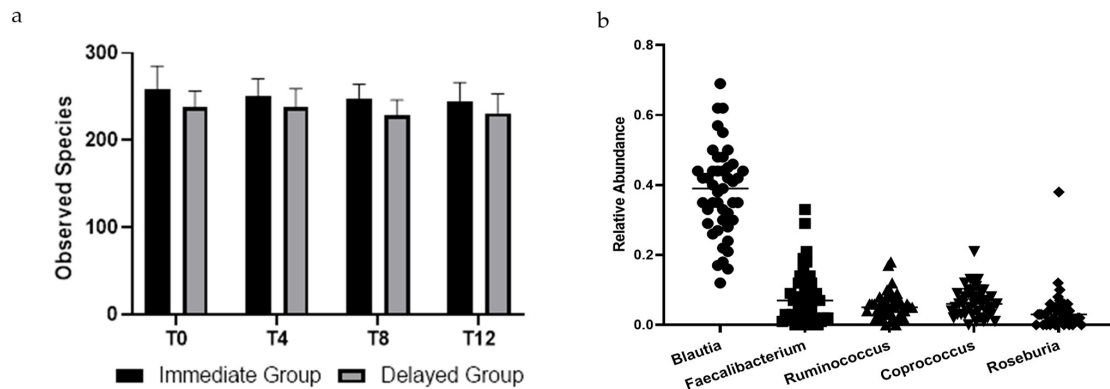 a
300
200
100
0
Observed Species
T0 T4 T8 T12
Immediate Group Delayed Group
b
0.8
0.6
0.4
0.2
0.0
Relative Abundance
Blautia
Faecalibacterium
Ruminococcus
Coprococcus
Roseburia